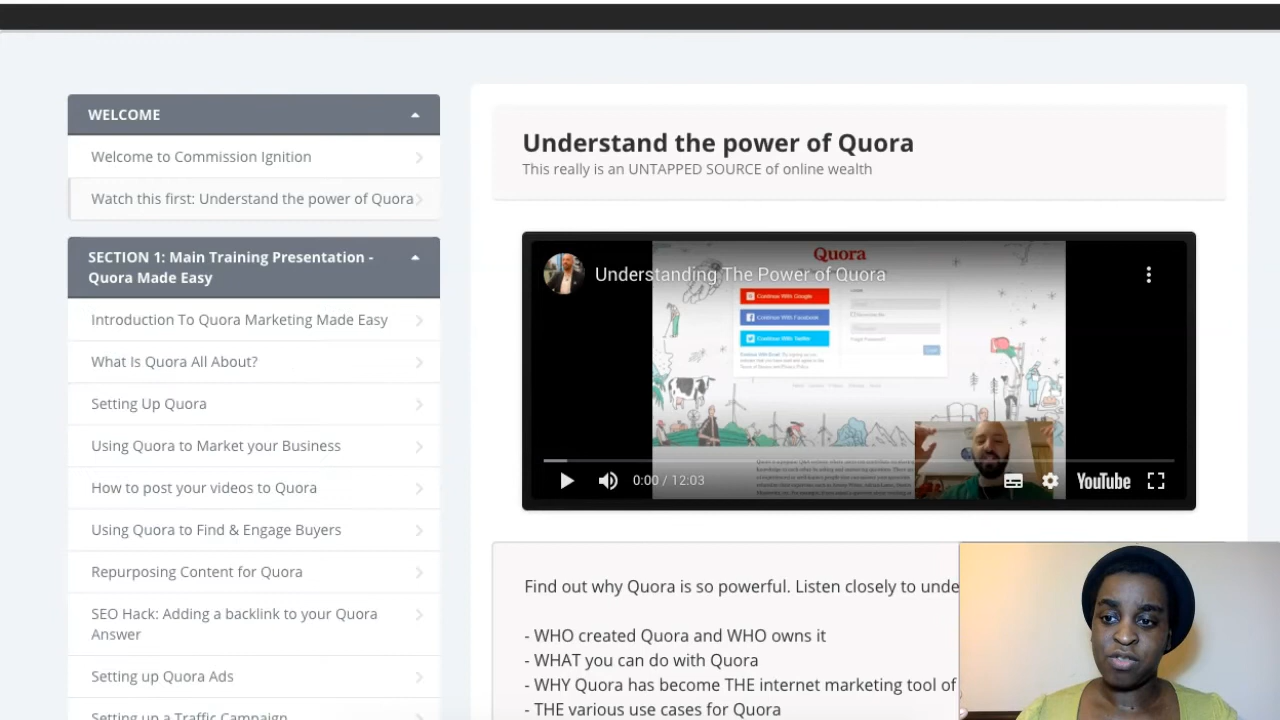 WELCOME
Welcome to Commission Ignition
Watch this first: Understand the power of Quora
SECTION 1: Main Training Presentation -
Quora Made Easy
Introduction To Quora Marketing Made Easy
What Is Quora All About?
Setting Up Quora
Using Quora to Market your Business
How to post your videos to Quora
Using Quora to Find & Engage Buyers
Repurposing Content for Quora
SEO Hack: Adding a backlink to your Quora
Answer
Setting up Quora Ads
Setting up a Traffic Campaign
Understand the power of Quora
This really is an UNTAPPED SOURCE of online wealth
Quora
Understanding The Power of Quora
Continue With Google
Continue With Facebook
Continue With Twitter
0:00 / 12:03
YouTube
Find out why Quora is so powerful. Listen closely to unde
- WHO created Quora and WHO owns it
- WHAT you can do with Quora
- WHY Quora has become THE internet marketing tool of
- THE various use cases for Quora